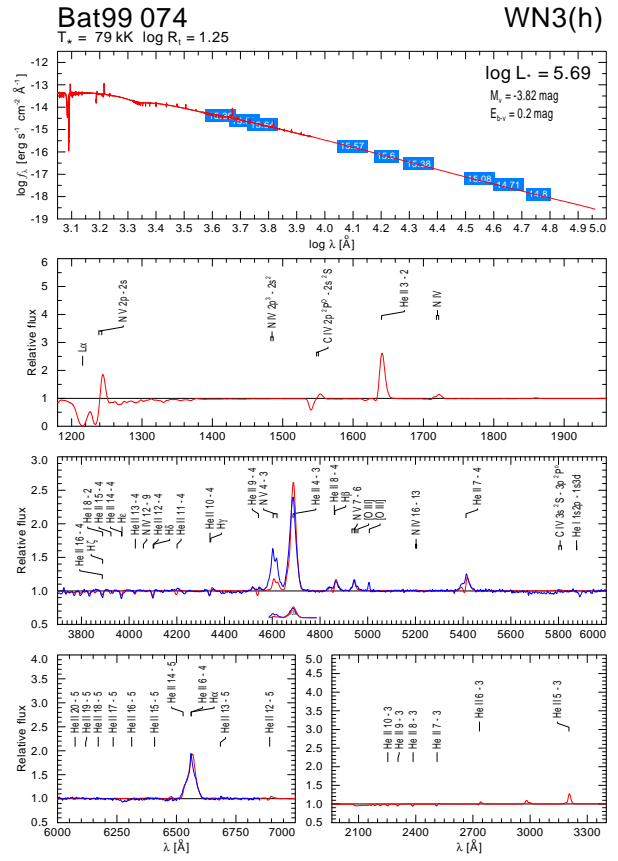 Bat99 074
WN3(h)
T* = 79 kK log Rt = 1.25
log L* = 5.69
Mv = -3.82 mag
Eb-v = 0.2 mag
-12
-13
-14
-15
-16
-17
-18
-19
log fλ [erg s-1 cm-2 Å-1]
15.57
15.6
15.38
15.08
14.71
14.8
3.1 3.2 3.3 3.4 3.5 3.6 3.7 3.8 3.9 4.0 4.1 4.2 4.3 4.4 4.5 4.6 4.7 4.8 4.9 5.0
log λ [Å]
6
5
4
3
2
1
0
Relative flux
Lα
N V 2p - 2s
N IV 2p3 - 2s2
C IV 2p 2P0 - 2s 2S
He II 3 - 2
N IV
1200 1300 1400 1500 1600 1700 1800 1900
3.0
2.5
2.0
1.5
1.0
0.5
Relative flux
He II 16 - 4
Hζ
He I 8 - 2
He II 15 - 4
He II 14 - 4
Hε
He II 13 - 4
N IV 12 - 9
He II 12 - 4
Hδ
He II 11 - 4
He II 10 - 4
Hγ
He II 9 - 4
N V 4 - 3
He II 4 - 3
He II 8 - 4
Hβ
N V 7 - 6
[O III]
[O III]
N IV 16 - 13
He II 7 - 4
C IV 3s 2S - 3p 2P0
He I 1s2p - 1s3d
3800 4000 4200 4400 4600 4800 5000 5200 5400 5600 5800 6000
4.0
3.5
3.0
2.5
2.0
1.5
1.0
0.5
Relative flux
He II 20 - 5
He II 19 - 5
He II 18 - 5
He II 17 - 5
He II 16 - 5
He II 15 - 5
He II 14 - 5
He II 6 - 4
Hα
He II 13 - 5
He II 12 - 5
6000 6250 6500 6750 7000
λ [Å]
5.0
4.5
4.0
3.5
3.0
2.5
2.0
1.5
1.0
0.5
He II 10 - 3
He II 9 - 3
He II 8 - 3
He II 7 - 3
He II 6 - 3
He II 5 - 3
2100 2400 2700 3000 3300
λ [Å]